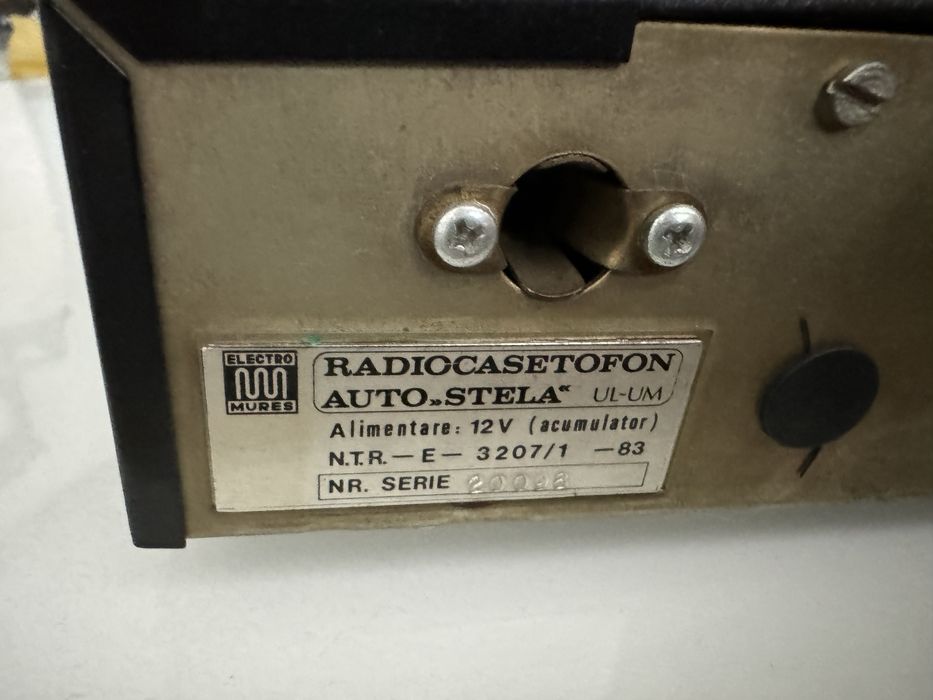 ELECTRO
MURES
RADIOCASETOFON
AUTO „STELA“ UL-UM
Alimentare: 12V (acumulator)
N.T.R. — E — 3207/1 — 83
NR. SERIE